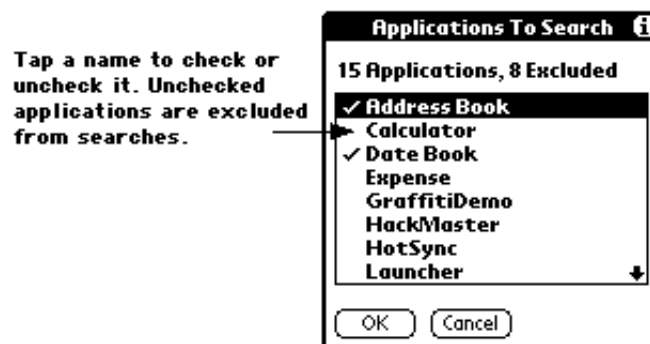 Tap a name to check or
uncheck it. Unchecked
applications are excluded
from searches.
Applications To Search
15 Applications, 8 Excluded
Address Book
Calculator
Date Book
Expense
GraffitiDemo
HackMaster
HotSync
Launcher
OK
Cancel